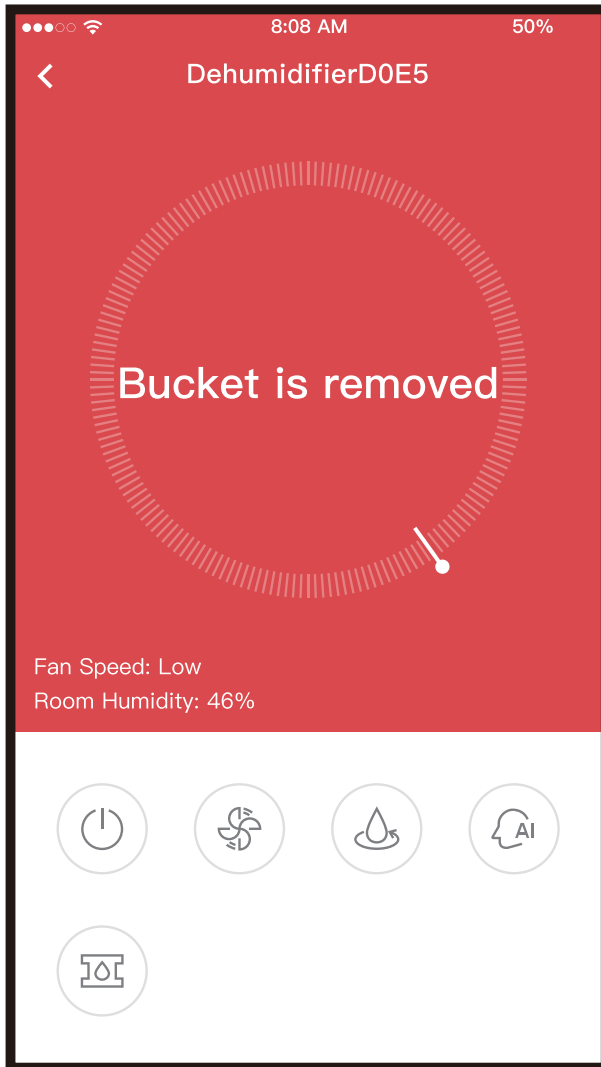 8:08 AM
50%
DehumidifierD0E5
Bucket is removed
Fan Speed: Low
Room Humidity: 46%
AI